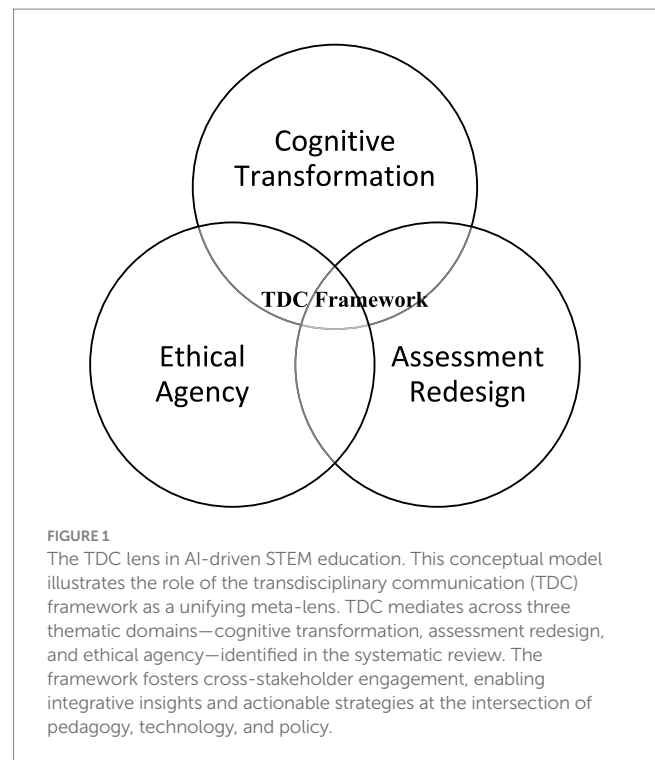 Cognitive
Transformation
TDC Framework
Ethical
Agency
Assessment
Redesign
FIGURE 1
The TDC lens in AI-driven STEM education. This conceptual model
illustrates the role of the transdisciplinary communication (TDC)
framework as a unifying meta-lens. TDC mediates across three
thematic domains—cognitive transformation, assessment redesign,
and ethical agency—identified in the systematic review. The
framework fosters cross-stakeholder engagement, enabling
integrative insights and actionable strategies at the intersection of
pedagogy, technology, and policy.